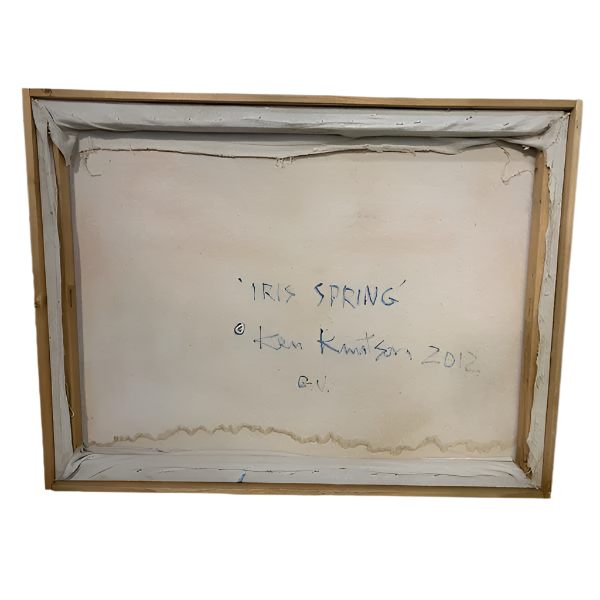 'IRIS SPRING'
© Ken Knutson 2012
G.V.